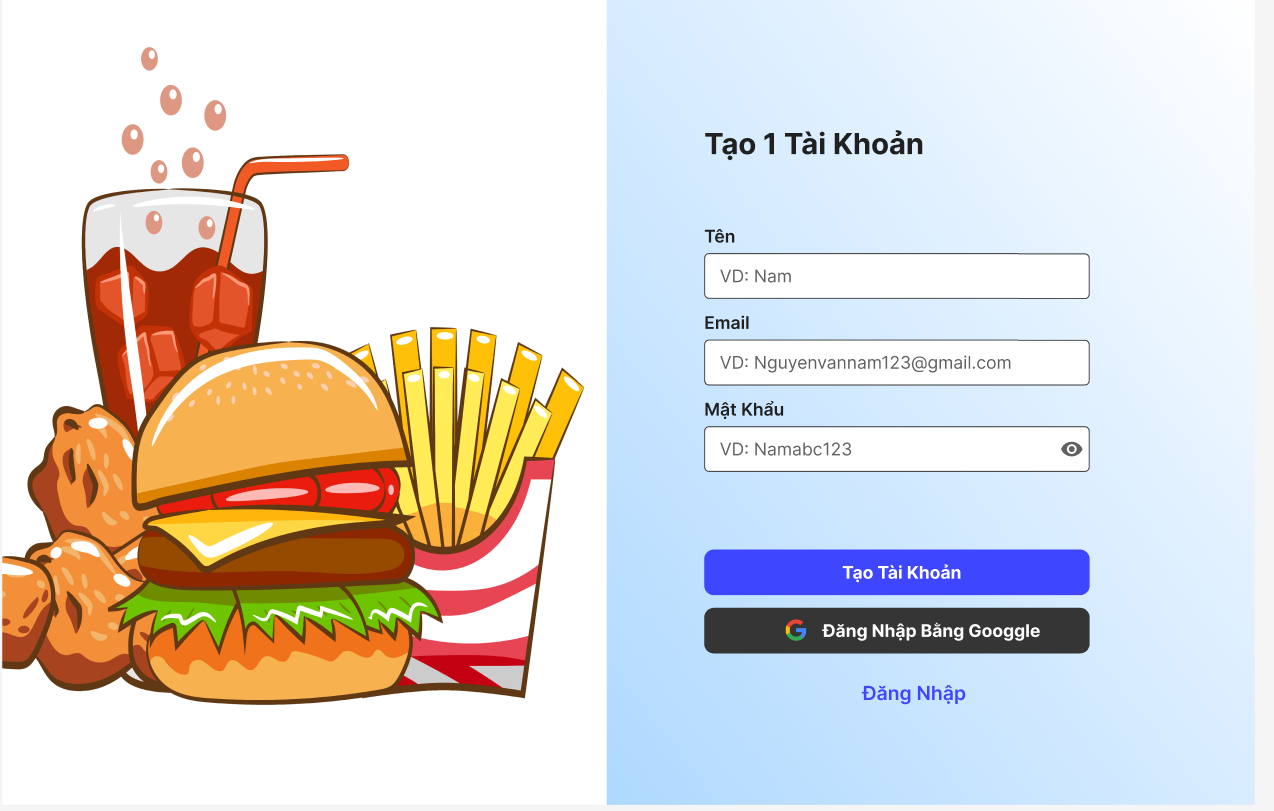 Tạo 1 Tài Khoản
Tên
VD: Nam
Email
VD: Nguyenvannam123@gmail.com
Mật Khẩu
VD: Namabc123
Tạo Tài Khoản
Đăng Nhập Bằng Googgle
Đăng Nhập